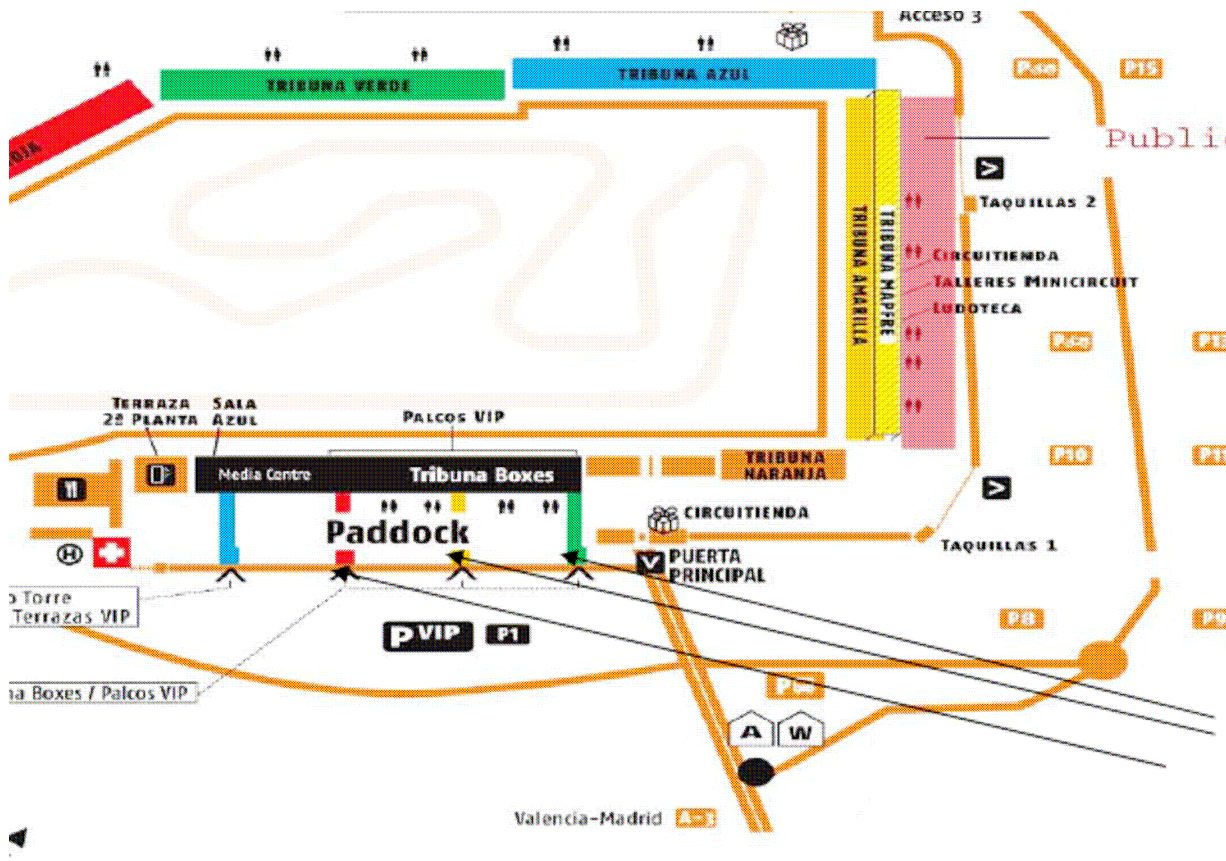 Acceso 3
TRIBUNA VERDE
TRIBUNA AZUL
P15
TAQUILLAS 2
TRIBUNA AMARILLA
TRIBUNA MAPFRE
CIRCUITIENDA
TALLERES MINICIRCUIT
LUDOTECA
TERRAZA
2ª PLANTA
SALA
AZUL
PALCOS VIP
Media Centre
Tribuna Boxes
TRIBUNA
NARANJA
P10
Paddock
CIRCUITIENDA
H
PUERTA
PRINCIPAL
TAQUILLAS 1
Torre
Terrazas VIP
P VIP
P1
P8
Boxes / Palcos VIP
A
W
Valencia-Madrid
A-3